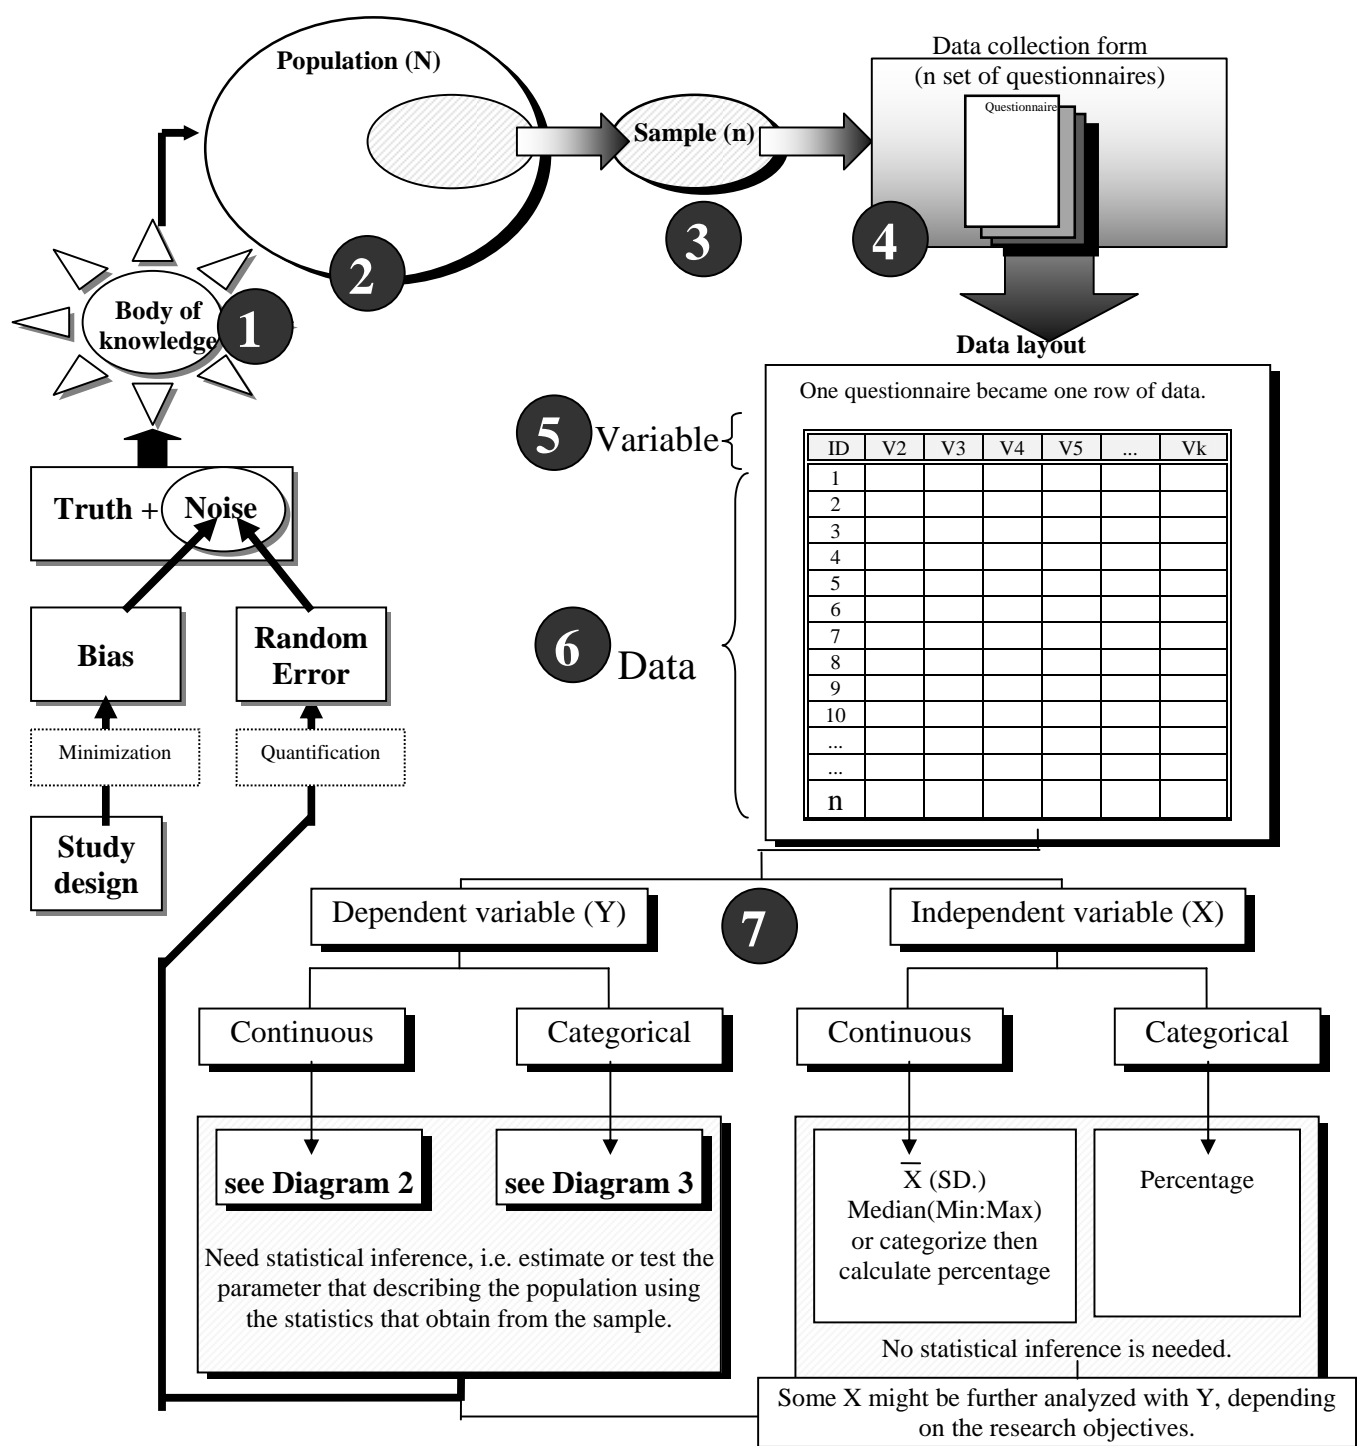 Population (N)
Sample (n)
Data collection form
(n set of questionnaires)
Questionnaire
2
3
4
Body of
knowledge
1
Data layout
One questionnaire became one row of data.
5
Variable
ID V2 V3 V4 V5 ... Vk
1
2
3
4
5
6
7
8
9
10
...
...
n
6
Data
Truth + Noise
Bias
Random
Error
Minimization
Quantification
Study
design
7
Dependent variable (Y)
Independent variable (X)
Continuous
Categorical
Continuous
Categorical
see Diagram 2
see Diagram 3
Need statistical inference, i.e. estimate or test the
parameter that describing the population using
the statistics that obtain from the sample.
X̅ (SD.)
Median(Min:Max)
or categorize then
calculate percentage
Percentage
No statistical inference is needed.
Some X might be further analyzed with Y, depending
on the research objectives.